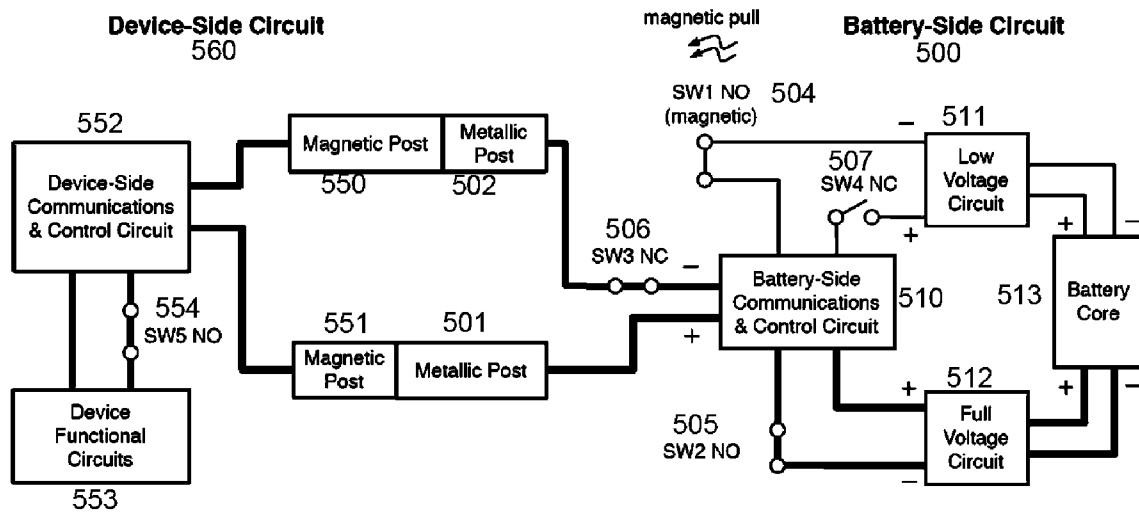 Device-Side Circuit
560
magnetic pull
Battery-Side Circuit
500
SW1 NO
(magnetic)
504
552
Device-Side
Communications
& Control Circuit
Magnetic Post
550
Metallic
Post
502
–
511
Low
Voltage
Circuit
507
SW4 NC
+
+
–
506
SW3 NC
–
+
Battery-Side
Communications
& Control Circuit
510
513
Battery
Core
554
SW5 NO
551
Magnetic
Post
501
Metallic Post
+
512
Full
Voltage
Circuit
+
–
505
SW2 NO
–
Device
Functional
Circuits
553